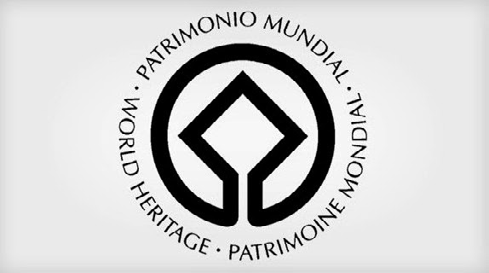 · PATRIMONIO MUNDIAL · PATRIMOINE MONDIAL · WORLD HERITAGE